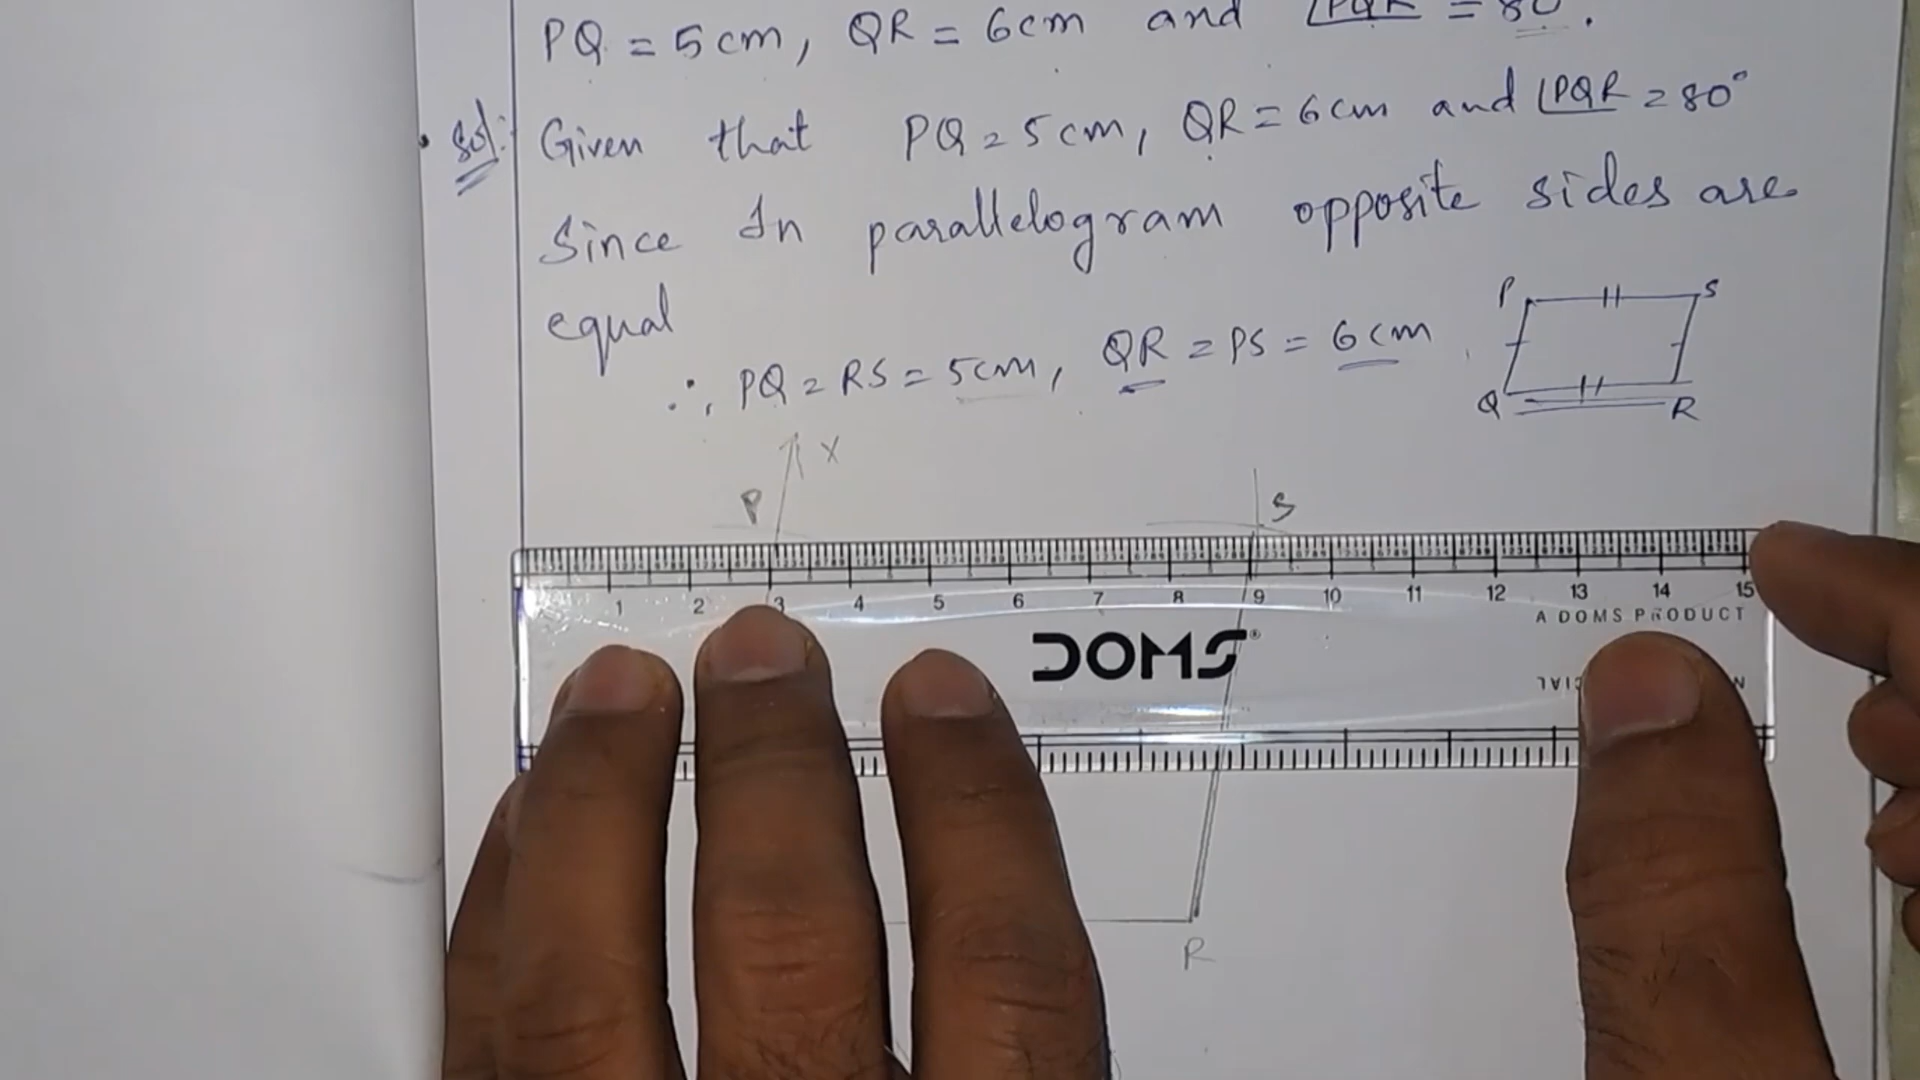 PQ = 5cm, QR = 6cm and ∠PQR = 80°.
Sol: Given that PQ = 5cm, QR = 6cm and ∠PQR = 80°
Since In parallelogram opposite sides are
equal
∴, PQ = RS = 5cm, QR = PS = 6cm
P S
Q R
X
P S
1 2 3 4 5 6 7 8 9 10 11 12 13 14 15
A DOMS PRODUCT
DOMS®
R